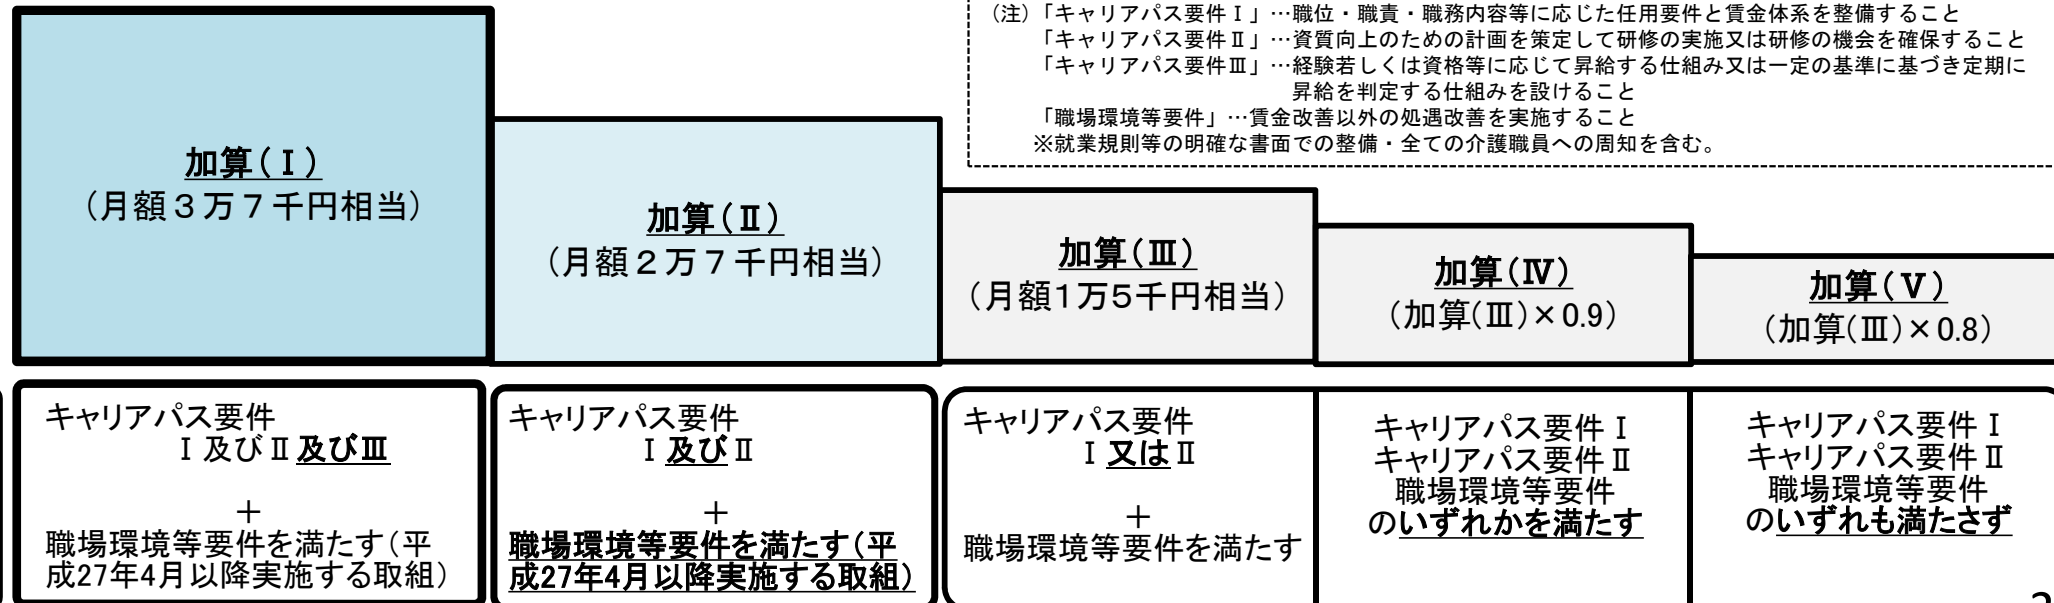 (注)「キャリアパス要件Ⅰ」…職位・職責・職務内容等に応じた任用要件と賃金体系を整備すること
「キャリアパス要件Ⅱ」…資質向上のための計画を策定して研修の実施又は研修の機会を確保すること
「キャリアパス要件Ⅲ」…経験若しくは資格等に応じて昇給する仕組み又は一定の基準に基づき定期に
昇給を判定する仕組みを設けること
「職場環境等要件」…賃金改善以外の処遇改善を実施すること
※就業規則等の明確な書面での整備・全ての介護職員への周知を含む。
加算(Ⅰ)
(月額3万7千円相当)
加算(Ⅱ)
(月額2万7千円相当)
加算(Ⅲ)
(月額1万5千円相当)
加算(Ⅳ)
(加算(Ⅲ)×0.9)
加算(Ⅴ)
(加算(Ⅲ)×0.8)
キャリアパス要件
Ⅰ及びⅡ及びⅢ
+
職場環境等要件を満たす(平
成27年4月以降実施する取組)
キャリアパス要件
Ⅰ及びⅡ
+
職場環境等要件を満たす(平
成27年4月以降実施する取組)
キャリアパス要件
Ⅰ又はⅡ
+
職場環境等要件を満たす
キャリアパス要件Ⅰ
キャリアパス要件Ⅱ
職場環境等要件
のいずれかを満たす
キャリアパス要件Ⅰ
キャリアパス要件Ⅱ
職場環境等要件
のいずれも満たさず